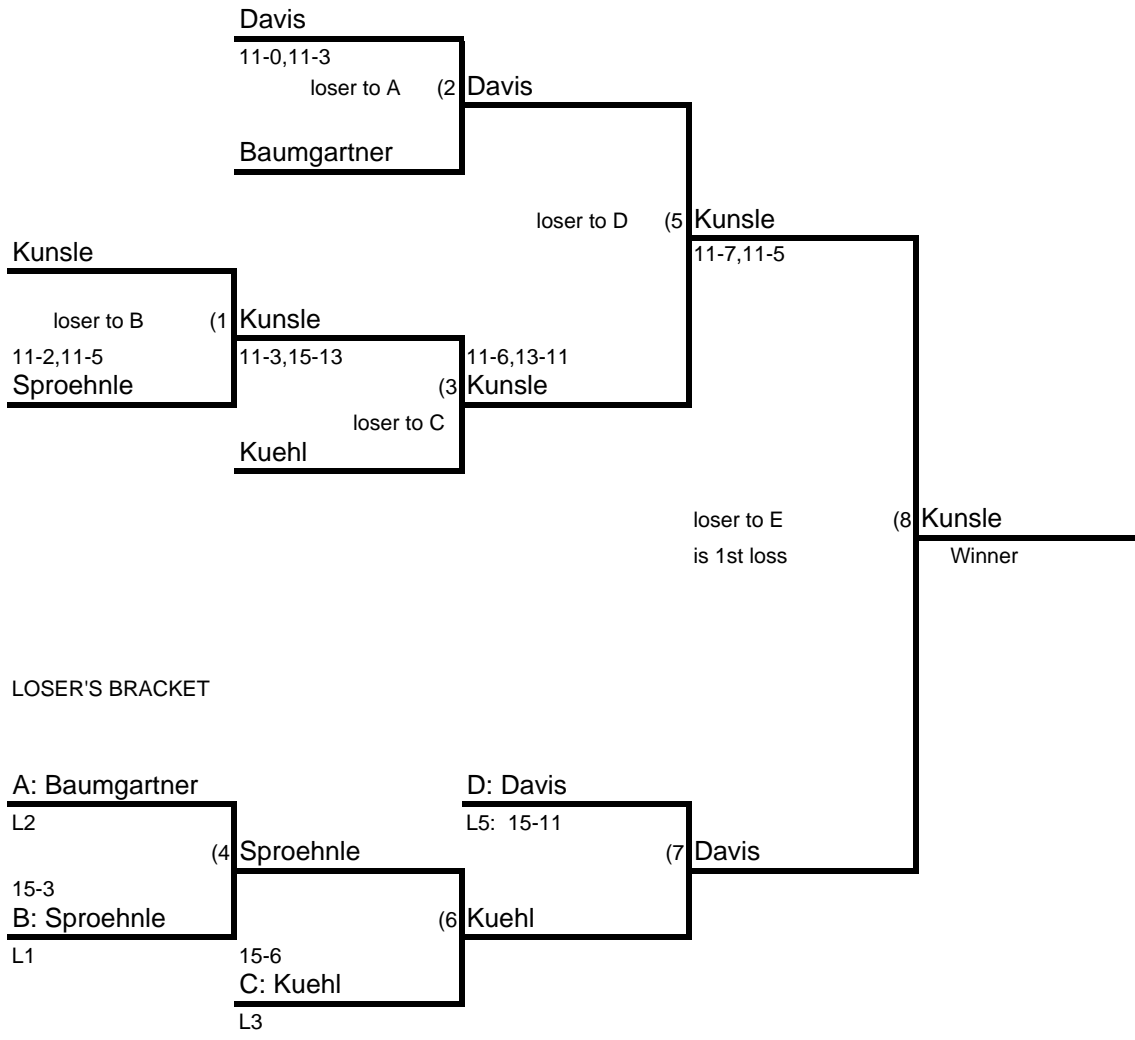 Davis
11-0,11-3
loser to A (2 Davis
Baumgartner
loser to D (5 Kunsle
Kunsle
11-7,11-5
loser to B (1 Kunsle
11-2,11-5 11-3,15-13 11-6,13-11
Sproehnle (3 Kunsle
loser to C
Kuehl
loser to E (8 Kunsle
is 1st loss Winner
LOSER'S BRACKET
A: Baumgartner D: Davis
L2 L5: 15-11
(4 Sproehnle (7 Davis
15-3
B: Sproehnle (6 Kuehl
L1 15-6
C: Kuehl
L3